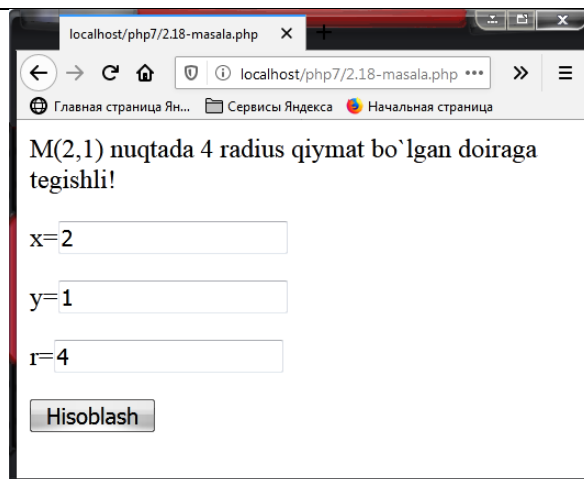 localhost/php7/2.18-masala.php
localhost/php7/2.18-masala.php
Главная страница Ян... Сервисы Яндекса Начальная страница
M(2,1) nuqtada 4 radius qiymat bo`lgan doiraga
tegishli!
x=2
y=1
r=4
Hisoblash